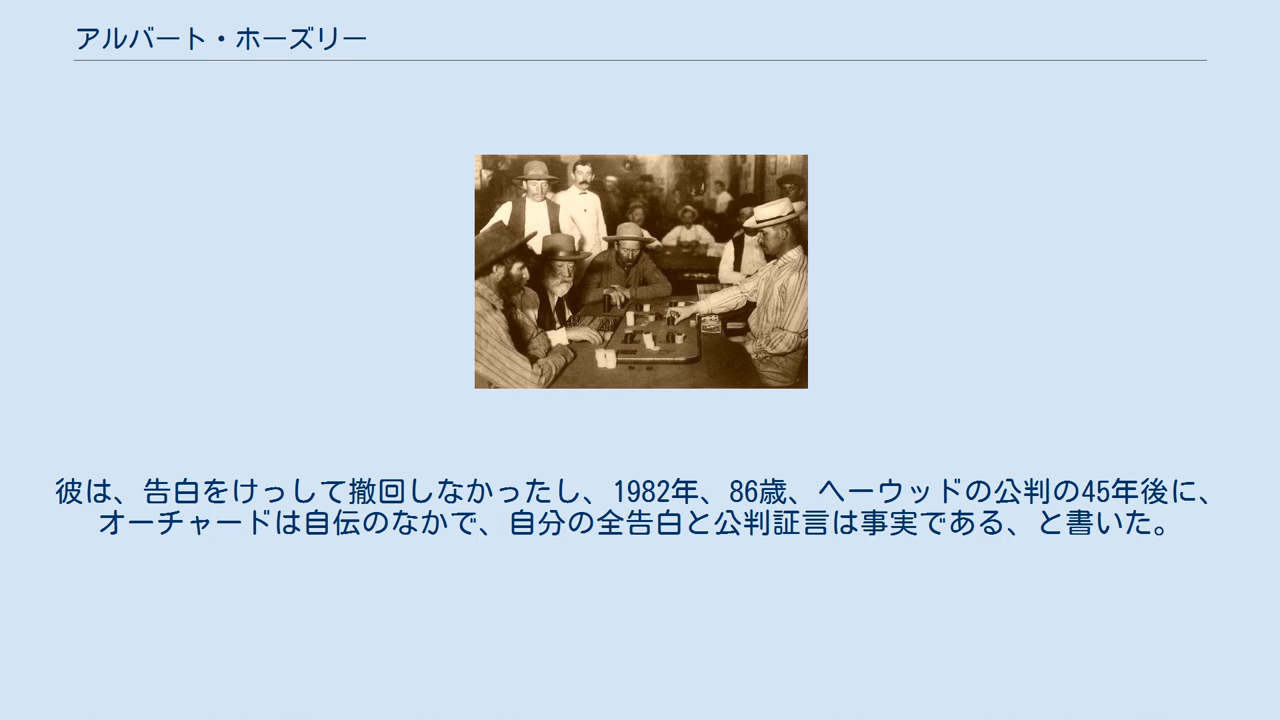 アルバート・ホーズリー
彼は、告白をけっして撤回しなかったし、1982年、86歳、ヘーウッドの公判の45年後に、
オーチャードは自伝のなかで、自分の全告白と公判証言は事実である、と書いた。